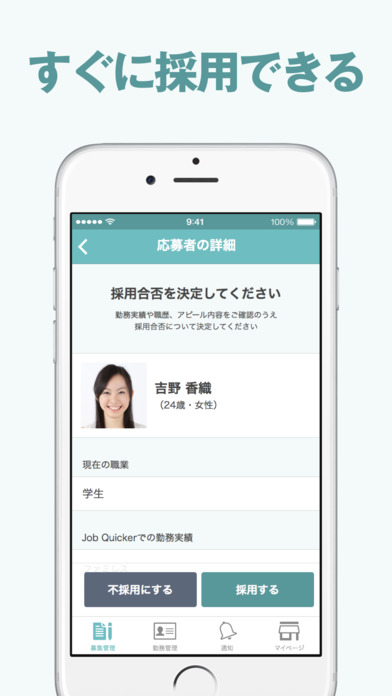 すぐに採用できる
9:41
100%
応募者の詳細
採用合否を決定してください
勤務実績や職歴、アピール内容をご確認のうえ
採用合否について決定してください
吉野 香織
（24歳・女性）
現在の職業
学生
Job Quickerでの勤務実績
ファミレス
不採用にする
採用する
募集管理
勤務管理
通知
マイページ